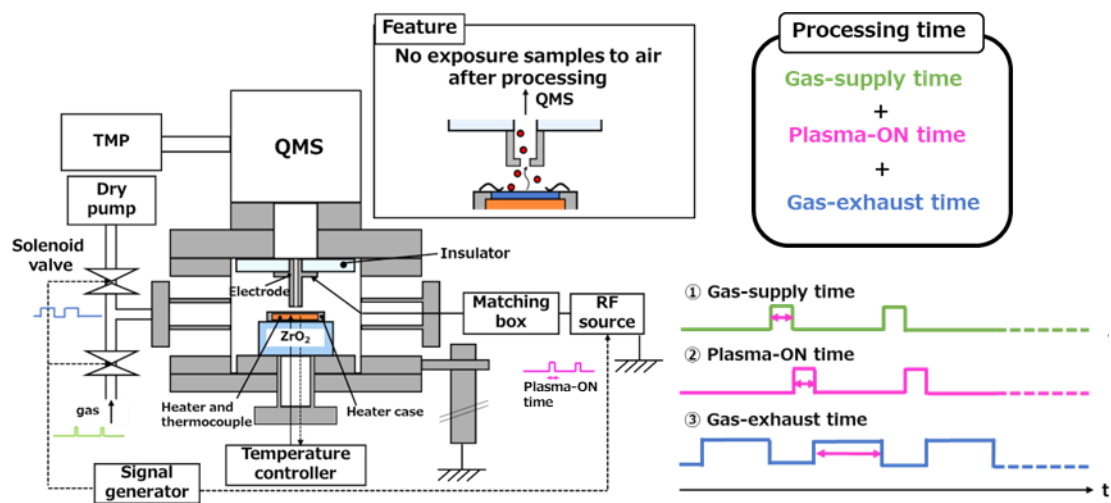 Feature
No exposure samples to air
after processing
QMS
TMP
QMS
Dry
pump
Solenoid
valve
Insulator
Electrode
Matching
box
RF
source
ZrO₂
Plasma-ON
time
gas
Heater and
thermocouple
Heater case
Temperature
controller
Signal
generator
Processing time
Gas-supply time
+
Plasma-ON time
+
Gas-exhaust time
① Gas-supply time
② Plasma-ON time
③ Gas-exhaust time
t